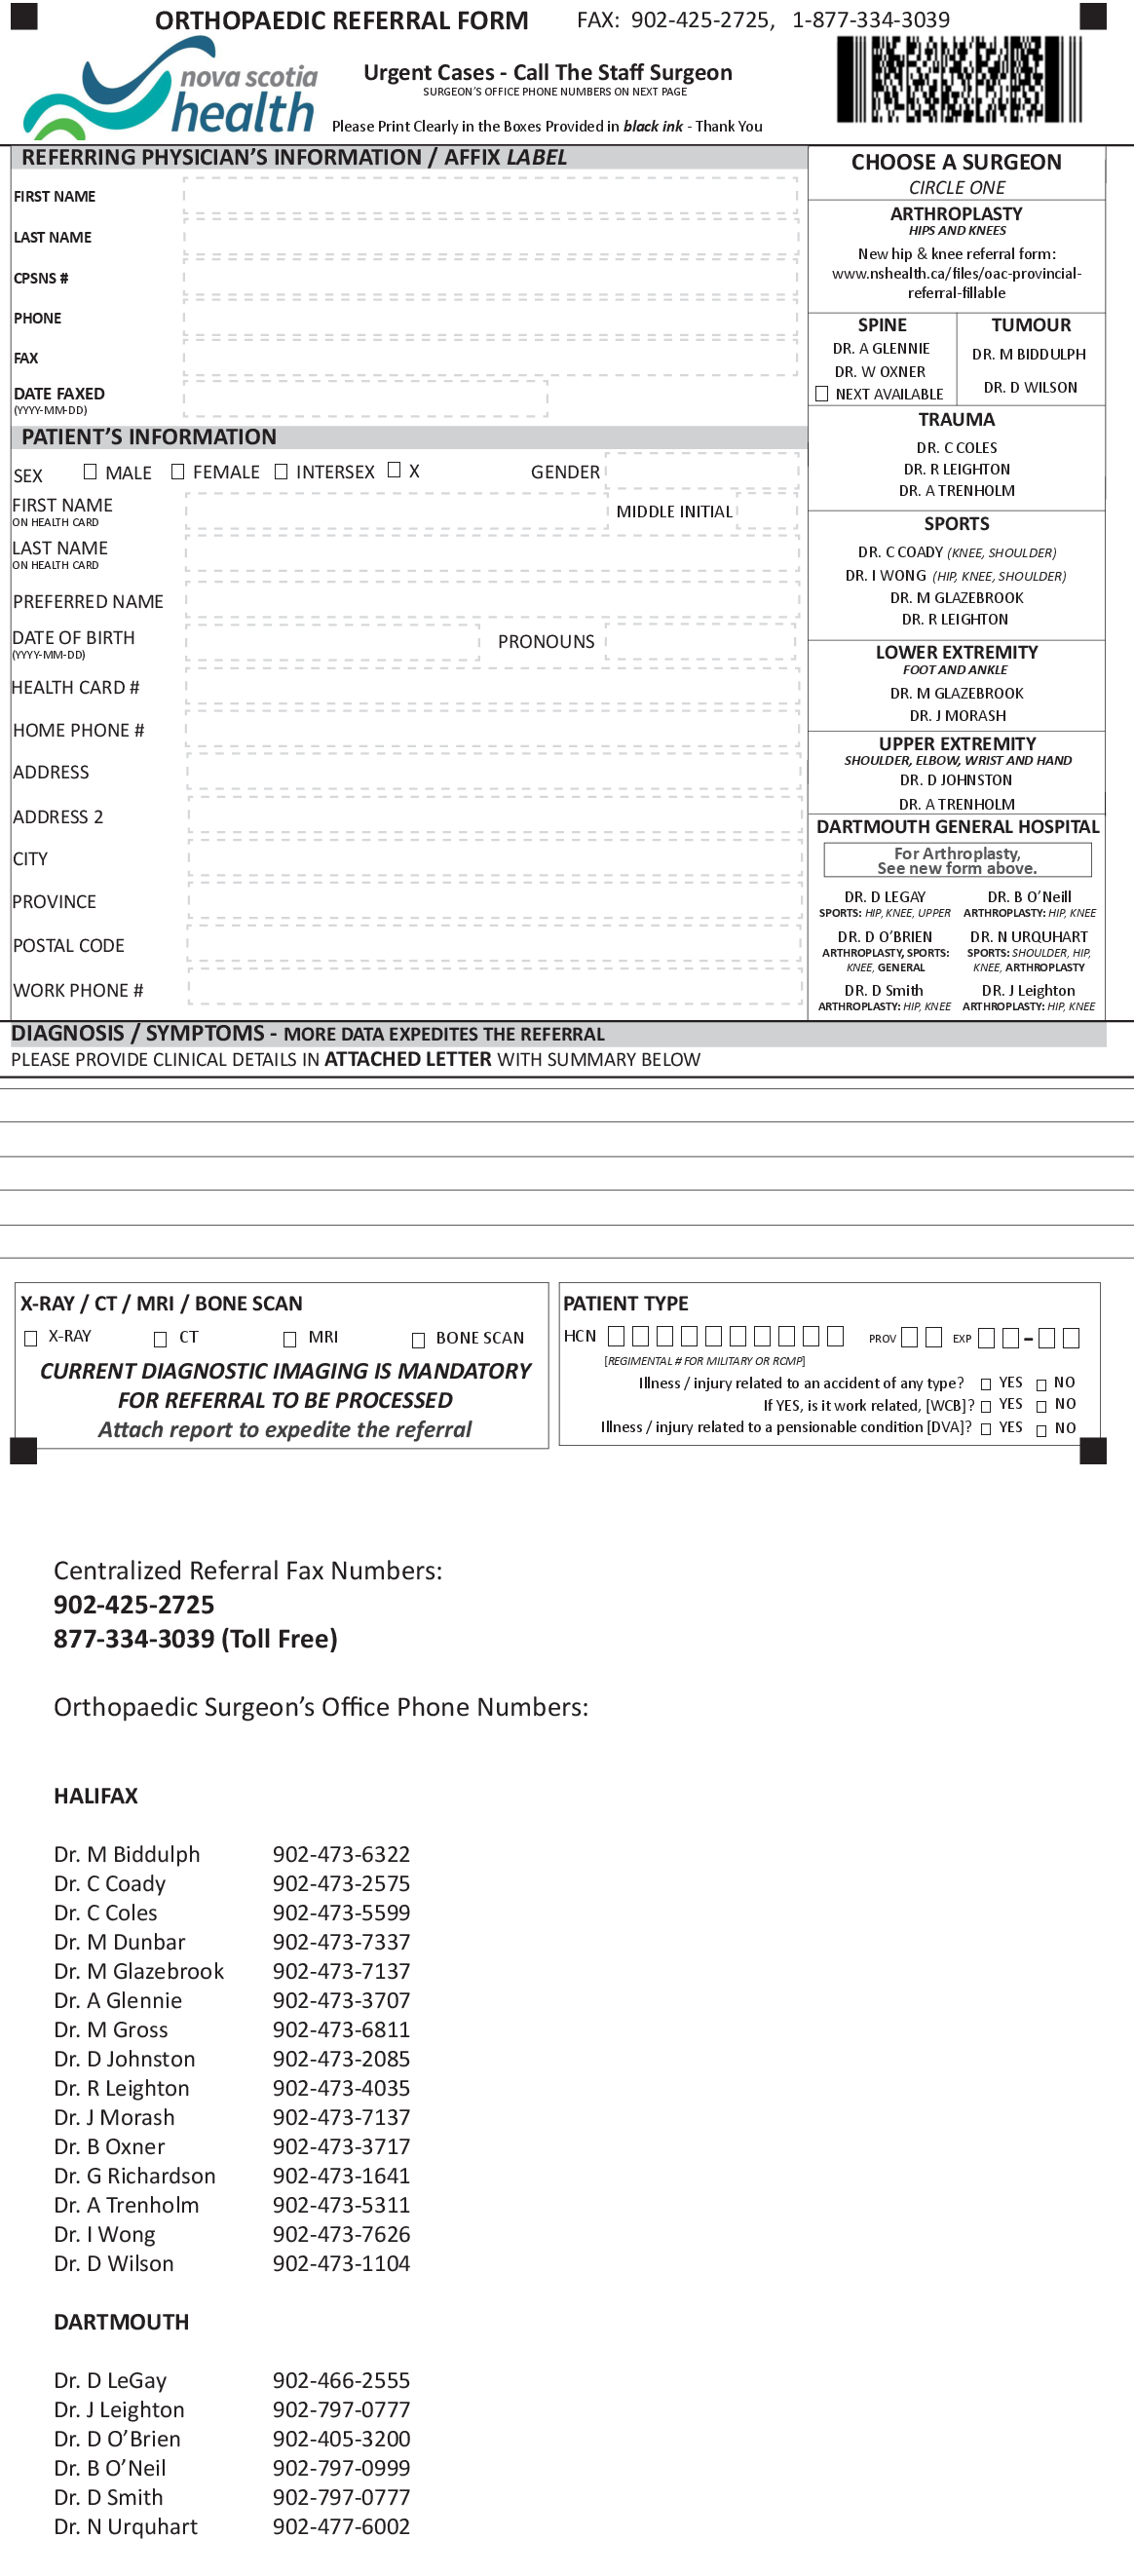 ORTHOPAEDIC REFERRAL FORM FAX: 902-425-2725, 1-877-334-3039
nova scotia
health
Urgent Cases - Call The Staff Surgeon
SURGEON'S OFFICE PHONE NUMBERS ON NEXT PAGE
Please Print Clearly in the Boxes Provided in black ink - Thank You
REFERRING PHYSICIAN'S INFORMATION / AFFIX LABEL
FIRST NAME
LAST NAME
CPSNS #
PHONE
FAX
DATE FAXED
(YYYY-MM-DD)
PATIENT'S INFORMATION
SEX MALE FEMALE INTERSEX X GENDER
FIRST NAME
ON HEALTH CARD
MIDDLE INITIAL
LAST NAME
ON HEALTH CARD
PREFERRED NAME
DATE OF BIRTH
(YYYY-MM-DD)
PRONOUNS
HEALTH CARD #
HOME PHONE #
ADDRESS
ADDRESS 2
CITY
PROVINCE
POSTAL CODE
WORK PHONE #
CHOOSE A SURGEON
CIRCLE ONE
ARTHROPLASTY
HIPS AND KNEES
New hip & knee referral form:
www.nshealth.ca/files/oac-provincial-
referral-fillable
SPINE
DR. A GLENNIE
DR. W OXNER
NEXT AVAILABLE
TUMOUR
DR. M BIDDULPH
DR. D WILSON
TRAUMA
DR. C COLES
DR. R LEIGHTON
DR. A TRENHOLM
SPORTS
DR. C COADY (KNEE, SHOULDER)
DR. I WONG (HIP, KNEE, SHOULDER)
DR. M GLAZEBROOK
DR. R LEIGHTON
LOWER EXTREMITY
FOOT AND ANKLE
DR. M GLAZEBROOK
DR. J MORASH
UPPER EXTREMITY
SHOULDER, ELBOW, WRIST AND HAND
DR. D JOHNSTON
DR. A TRENHOLM
DARTMOUTH GENERAL HOSPITAL
For Arthroplasty,
See new form above.
DR. D LEGAY
SPORTS: HIP, KNEE, UPPER
DR. B O'Neill
ARTHROPLASTY: HIP, KNEE
DR. D O'BRIEN
ARTHROPLASTY, SPORTS:
KNEE, GENERAL
DR. N URQUHART
SPORTS: SHOULDER, HIP,
KNEE, ARTHROPLASTY
DR. D Smith
ARTHROPLASTY: HIP, KNEE
DR. J Leighton
ARTHROPLASTY: HIP, KNEE
DIAGNOSIS / SYMPTOMS - MORE DATA EXPEDITES THE REFERRAL
PLEASE PROVIDE CLINICAL DETAILS IN ATTACHED LETTER WITH SUMMARY BELOW
X-RAY / CT / MRI / BONE SCAN
X-RAY CT MRI BONE SCAN
CURRENT DIAGNOSTIC IMAGING IS MANDATORY
FOR REFERRAL TO BE PROCESSED
Attach report to expedite the referral
PATIENT TYPE
HCN PROV EXP -
[REGIMENTAL # FOR MILITARY OR RCMP]
Illness / injury related to an accident of any type? YES NO
If YES, is it work related, [WCB]? YES NO
Illness / injury related to a pensionable condition [DVA]? YES NO
Centralized Referral Fax Numbers:
902-425-2725
877-334-3039 (Toll Free)
Orthopaedic Surgeon's Office Phone Numbers:
HALIFAX
Dr. M Biddulph 902-473-6322
Dr. C Coady 902-473-2575
Dr. C Coles 902-473-5599
Dr. M Dunbar 902-473-7337
Dr. M Glazebrook 902-473-7137
Dr. A Glennie 902-473-3707
Dr. M Gross 902-473-6811
Dr. D Johnston 902-473-2085
Dr. R Leighton 902-473-4035
Dr. J Morash 902-473-7137
Dr. B Oxner 902-473-3717
Dr. G Richardson 902-473-1641
Dr. A Trenholm 902-473-5311
Dr. I Wong 902-473-7626
Dr. D Wilson 902-473-1104
DARTMOUTH
Dr. D LeGay 902-466-2555
Dr. J Leighton 902-797-0777
Dr. D O'Brien 902-405-3200
Dr. B O'Neil 902-797-0999
Dr. D Smith 902-797-0777
Dr. N Urquhart 902-477-6002